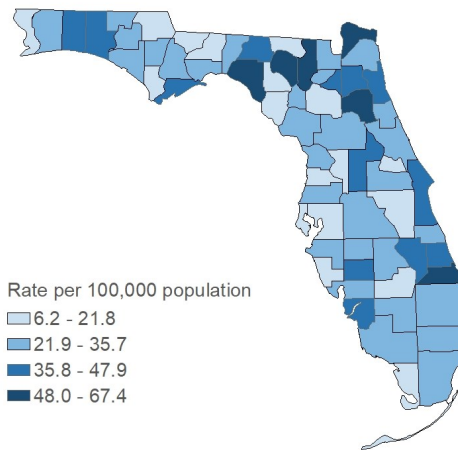 Rate per 100,000 population
6.2 - 21.8
21.9 - 35.7
35.8 - 47.9
48.0 - 67.4